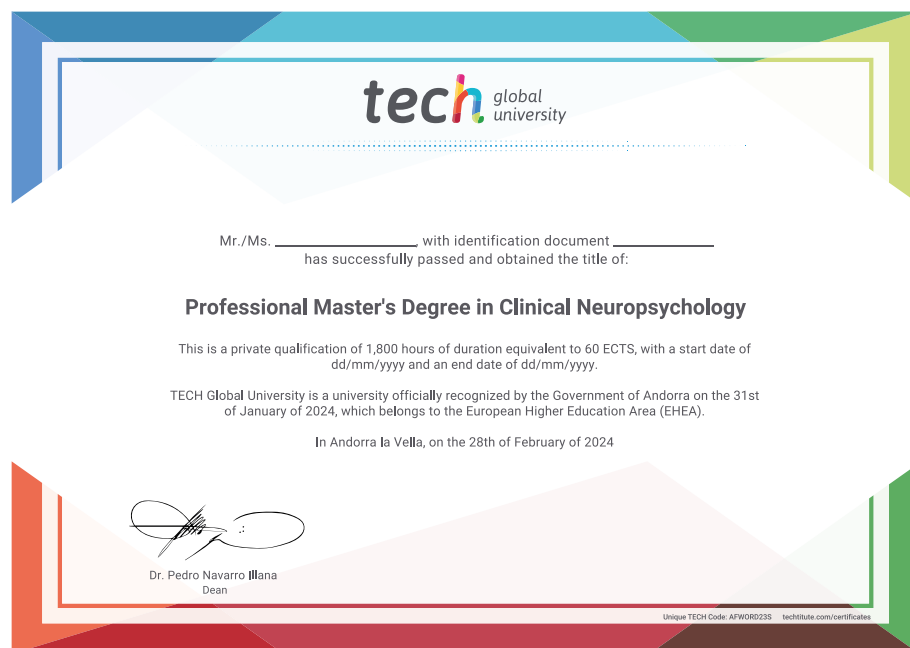 tech global university
Mr./Ms. ____________, with identification document ____________
has successfully passed and obtained the title of:
Professional Master's Degree in Clinical Neuropsychology
This is a private qualification of 1,800 hours of duration equivalent to 60 ECTS, with a start date of
dd/mm/yyyy and an end date of dd/mm/yyyy.
TECH Global University is a university officially recognized by the Government of Andorra on the 31st
of January of 2024, which belongs to the European Higher Education Area (EHEA).
In Andorra la Vella, on the 28th of February of 2024
Dr. Pedro Navarro Illana
Dean
Unique TECH Code: AFWORD23S techtitute.com/certificates